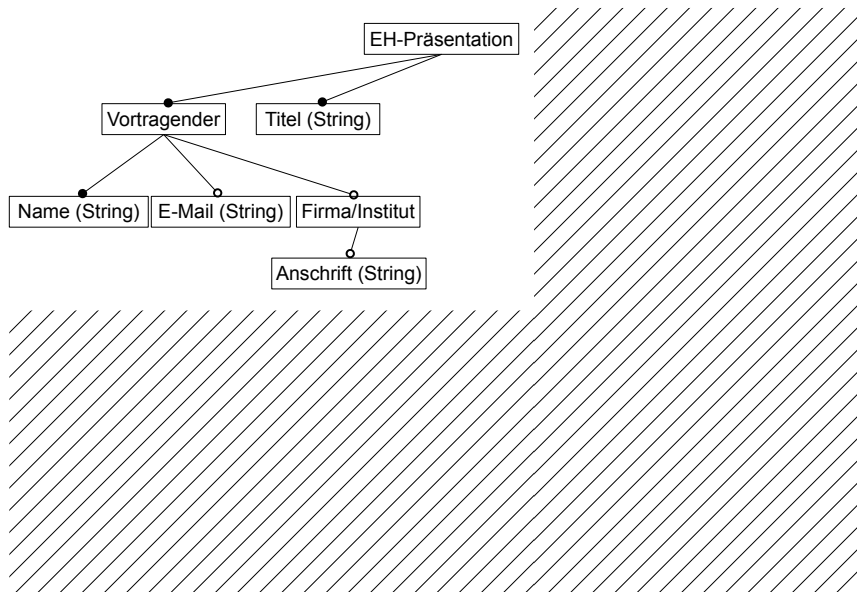 EH-Präsentation
Vortragender
Titel (String)
Name (String)
E-Mail (String)
Firma/Institut
Anschrift (String)